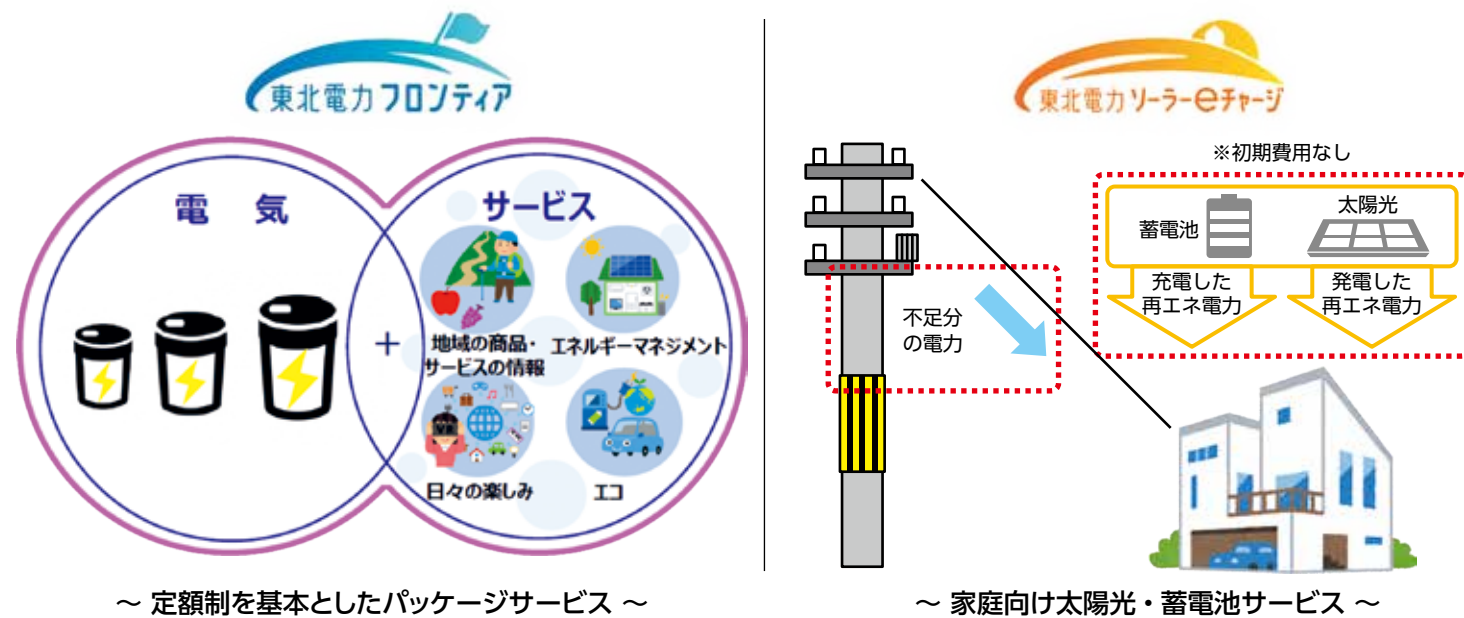 東北電力フロンティア
電 気
サービス
+
地域の商品・
サービスの情報
エネルギーマネジメント
日々の楽しみ
エコ
~ 定額制を基本としたパッケージサービス ~
東北電力ソーラーeチャージ
※初期費用なし
蓄電池
太陽光
充電した
再エネ電力
発電した
再エネ電力
不足分
の電力
~ 家庭向け太陽光・蓄電池サービス ~